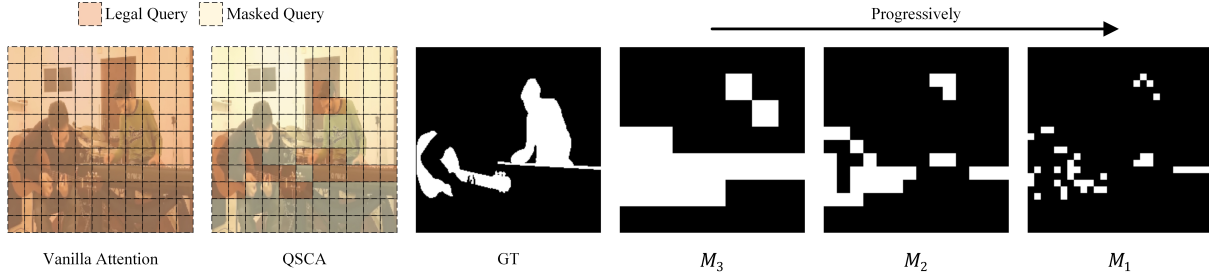 Legal Query Masked Query Progressively
Vanilla Attention QSCA GT M₃ M₂ M₁